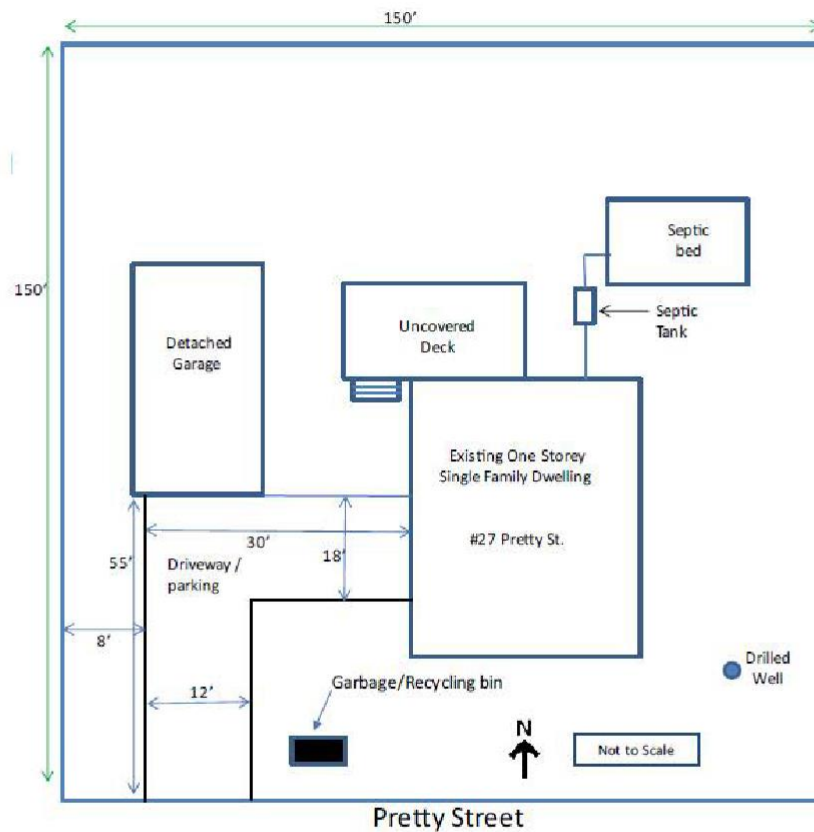 150’
150’
Septic
bed
Septic
Tank
Uncovered
Deck
Detached
Garage
Existing One Storey
Single Family Dwelling
#27 Pretty St.
30’
18’
55’
Driveway /
parking
8’
12’
Garbage/Recycling bin
Drilled
Well
N
Not to Scale
Pretty Street